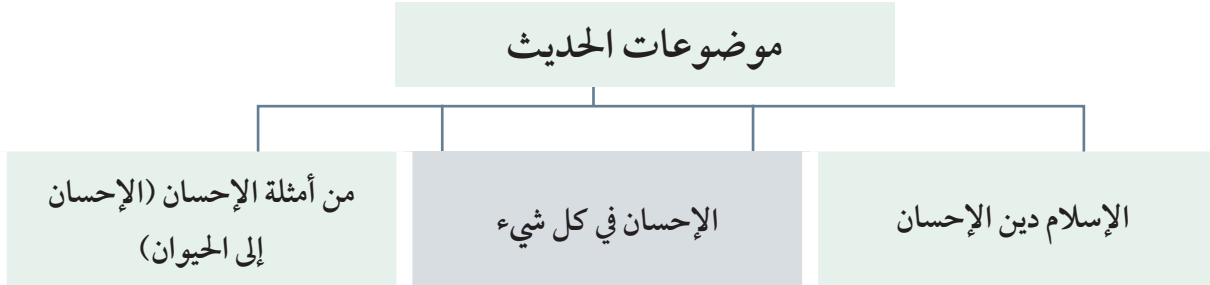 موضوعات الحديث
الإسلام دين الإحسان
الإحسان في كل شيء
من أمثلة الإحسان (الإحسان
إلى الحيوان)